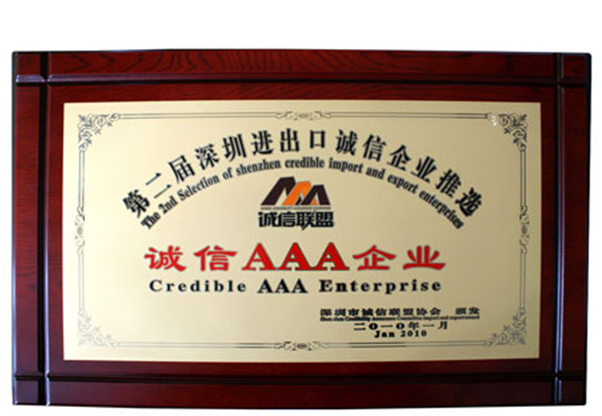 第二届深圳进出口诚信企业推选
The 2nd Selection of shenzhen credible import and export enterprises
诚信联盟
诚信AAA企业
Credible AAA Enterprise
深圳市诚信联盟协会 颁发
二〇一〇年一月
Jan 2010